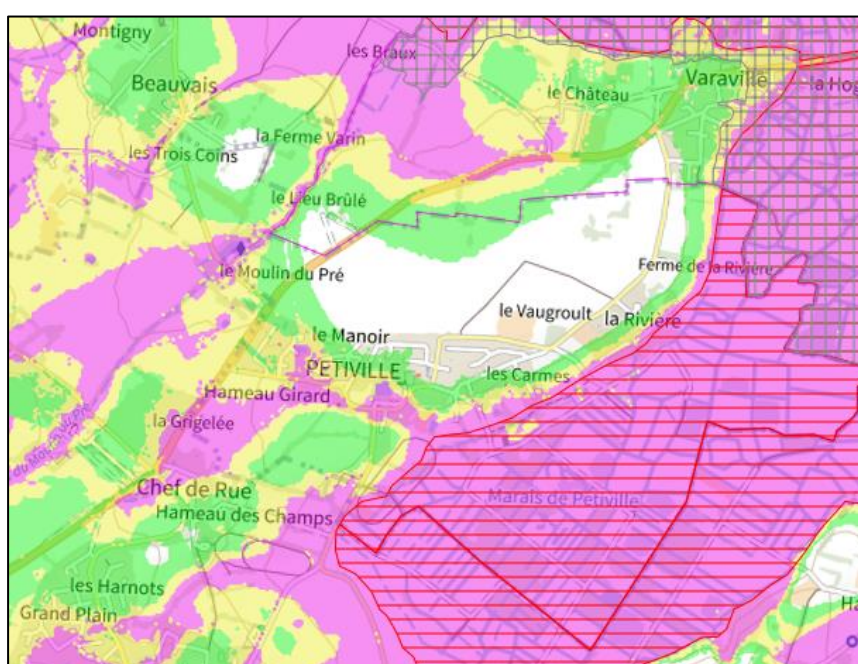 Montigny
les Braux
Beauvais
Varaville
la Hog
le Château
la Ferme Varin
les Trois Coins
le Lieu Brûlé
Ferme de la Rivière
le Moulin du Pré
le Vaugroult
la Rivière
le Manoir
PETIVILLE
les Carmes
Hameau Girard
la Grigelée
Chef de Rue
Marais de Petiville
Hameau des Champs
les Harnots
Ha
Grand Plain